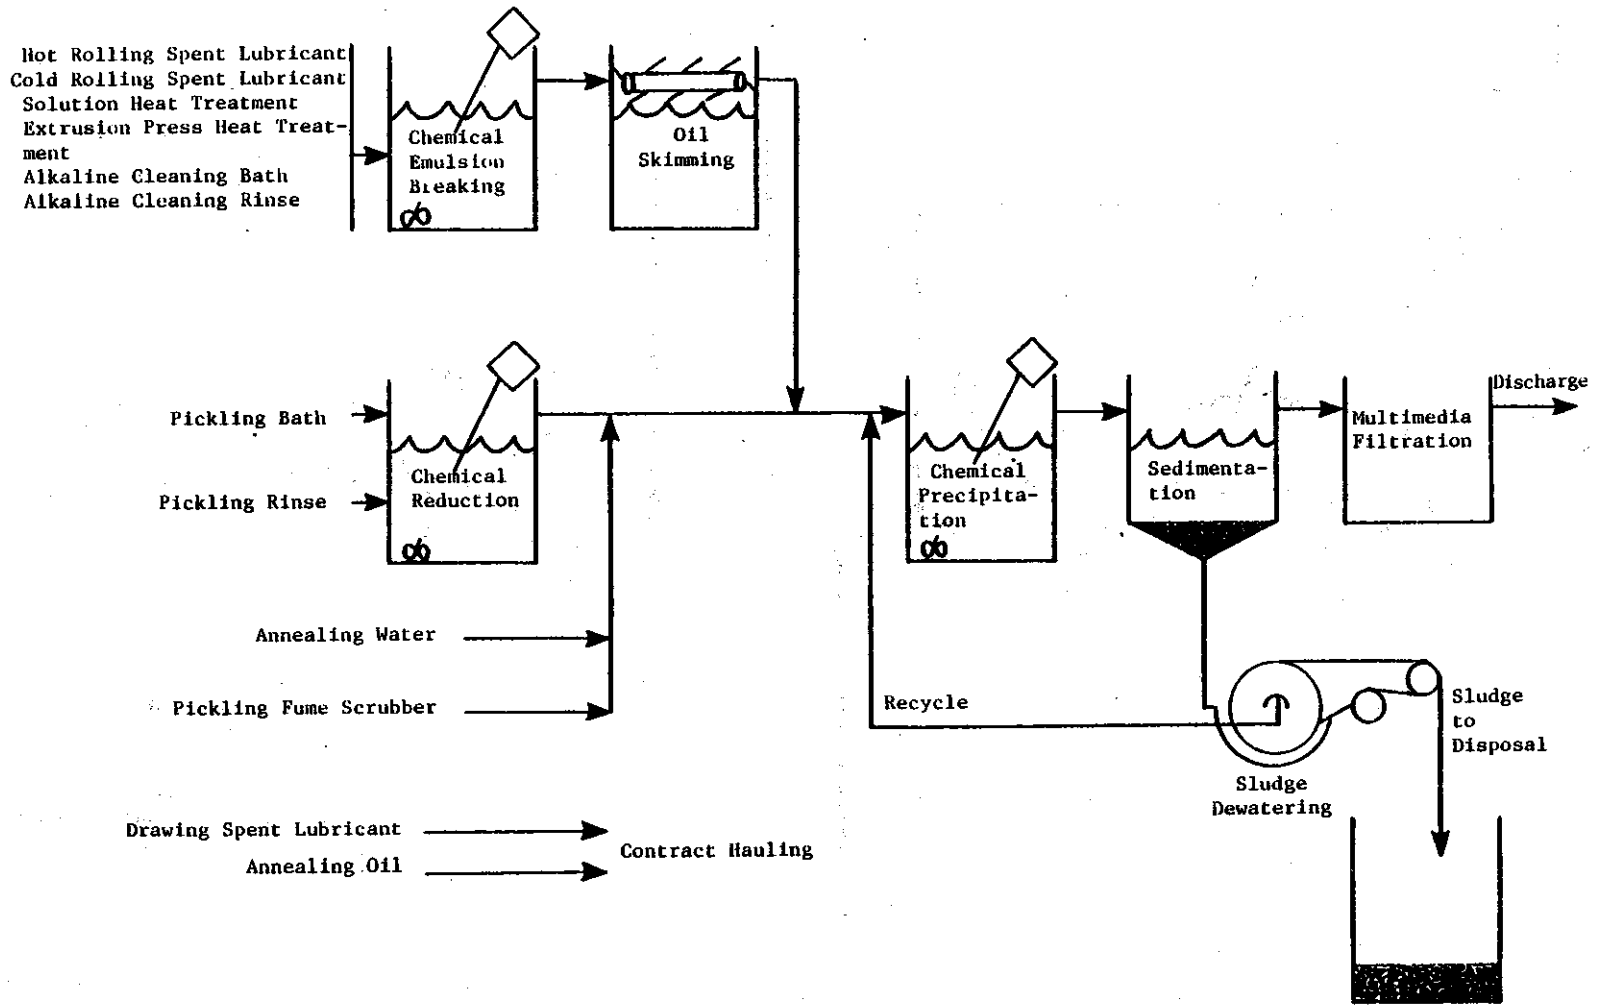 Hot Rolling Spent Lubricant
Cold Rolling Spent Lubricant
Solution Heat Treatment
Extrusion Press Heat Treat-
ment
Alkaline Cleaning Bath
Alkaline Cleaning Rinse
Chemical
Emulsion
Breaking
Oil
Skimming
Pickling Bath
Pickling Rinse
Chemical
Reduction
Chemical
Precipita-
tion
Sedimenta-
tion
Multimedia
Filtration
Discharge
Annealing Water
Pickling Fume Scrubber
Recycle
Sludge
to
Disposal
Sludge
Dewatering
Drawing Spent Lubricant
Annealing Oil
Contract Hauling